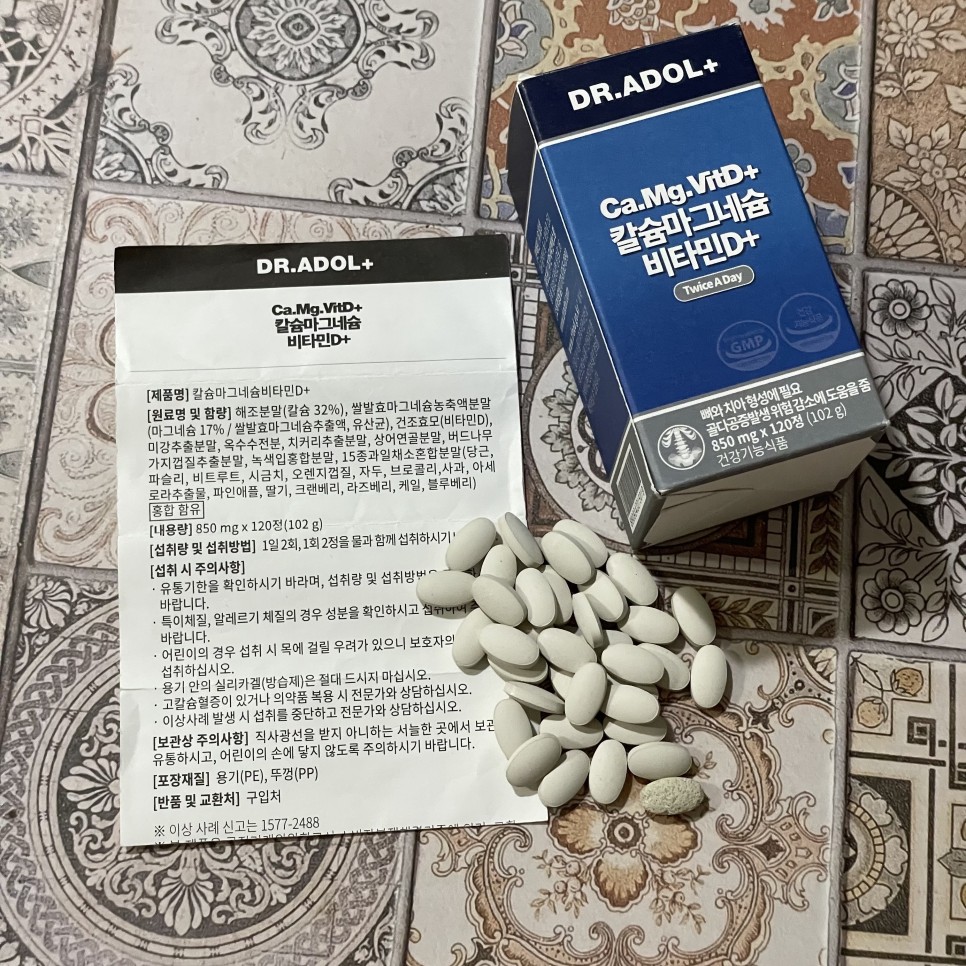 DR.ADOL+
Ca.Mg.VitD+
칼슘마그네슘
비타민D+
Twice A Day
GMP
건강
기능식품
뼈와 치아 형성에 필요
골다공증발생 위험 감소에 도움을 줌
850 mg x 120정 (102 g)
건강기능식품
DR.ADOL+
Ca.Mg.VitD+
칼슘마그네슘
비타민D+
[제품명] 칼슘마그네슘비타민D+
[원료명 및 함량] 해조분말(칼슘 32%), 쌀발효마그네슘농축액분말
(마그네슘 17% / 쌀발효마그네슘추출액, 유산균), 건조효모(비타민D),
미강추출분말, 옥수수전분, 치커리추출분말, 상어연골분말, 버드나무
가지껍질추출분말, 녹색입홍합분말, 15종과일채소혼합분말(당근,
파슬리, 비트루트, 시금치, 오렌지껍질, 자두, 브로콜리,사과, 아세
로라추출물, 파인애플, 딸기, 크랜베리, 라즈베리, 케일, 블루베리)
홍합 함유
[내용량] 850 mg x 120정(102 g)
[섭취량 및 섭취방법] 1일 2회, 1회 2정을 물과 함께 섭취하시기
[섭취 시 주의사항]
· 유통기한을 확인하시기 바라며, 섭취량 및 섭취방법을
바랍니다.
· 특이체질, 알레르기 체질의 경우 성분을 확인하시고 섭취하여
바랍니다.
· 어린이의 경우 섭취 시 목에 걸릴 우려가 있으니 보호자의
섭취하십시오.
· 용기 안의 실리카겔(방습제)은 절대 드시지 마십시오.
· 고칼슘혈증이 있거나 의약품 복용 시 전문가와 상담하십시오.
· 이상사례 발생 시 섭취를 중단하고 전문가와 상담하십시오.
[보관상 주의사항] 직사광선을 받지 아니하는 서늘한 곳에서 보관
유통하시고, 어린이의 손에 닿지 않도록 주의하시기 바랍니다.
[포장재질] 용기(PE), 뚜껑(PP)
[반품 및 교환처] 구입처
※ 이상 사례 신고는 1577-2488